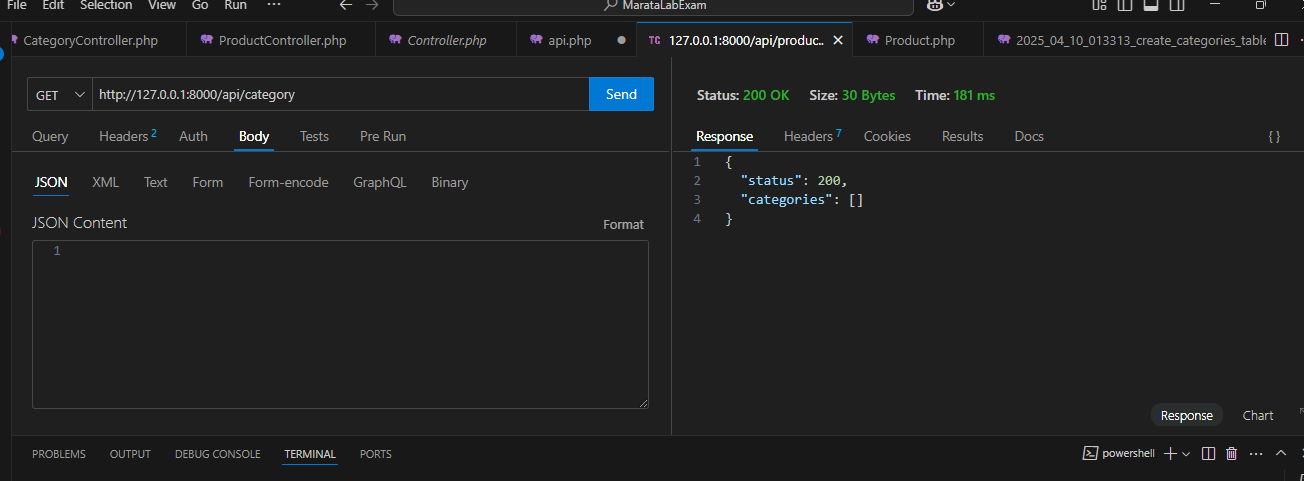 File Edit Selection View Go Run ··· MarataLabExam
CategoryController.php ProductController.php Controller.php api.php TC 127.0.0.1:8000/api/produc.. Product.php 2025_04_10_013313_create_categories_table
GET http://127.0.0.1:8000/api/category Send
Query Headers 2 Auth Body Tests Pre Run
JSON XML Text Form Form-encode GraphQL Binary
JSON Content Format
1
Status: 200 OK Size: 30 Bytes Time: 181 ms
Response Headers 7 Cookies Results Docs { }
1 {
2 "status": 200,
3 "categories": []
4 }
Response Chart
PROBLEMS OUTPUT DEBUG CONSOLE TERMINAL PORTS powershell